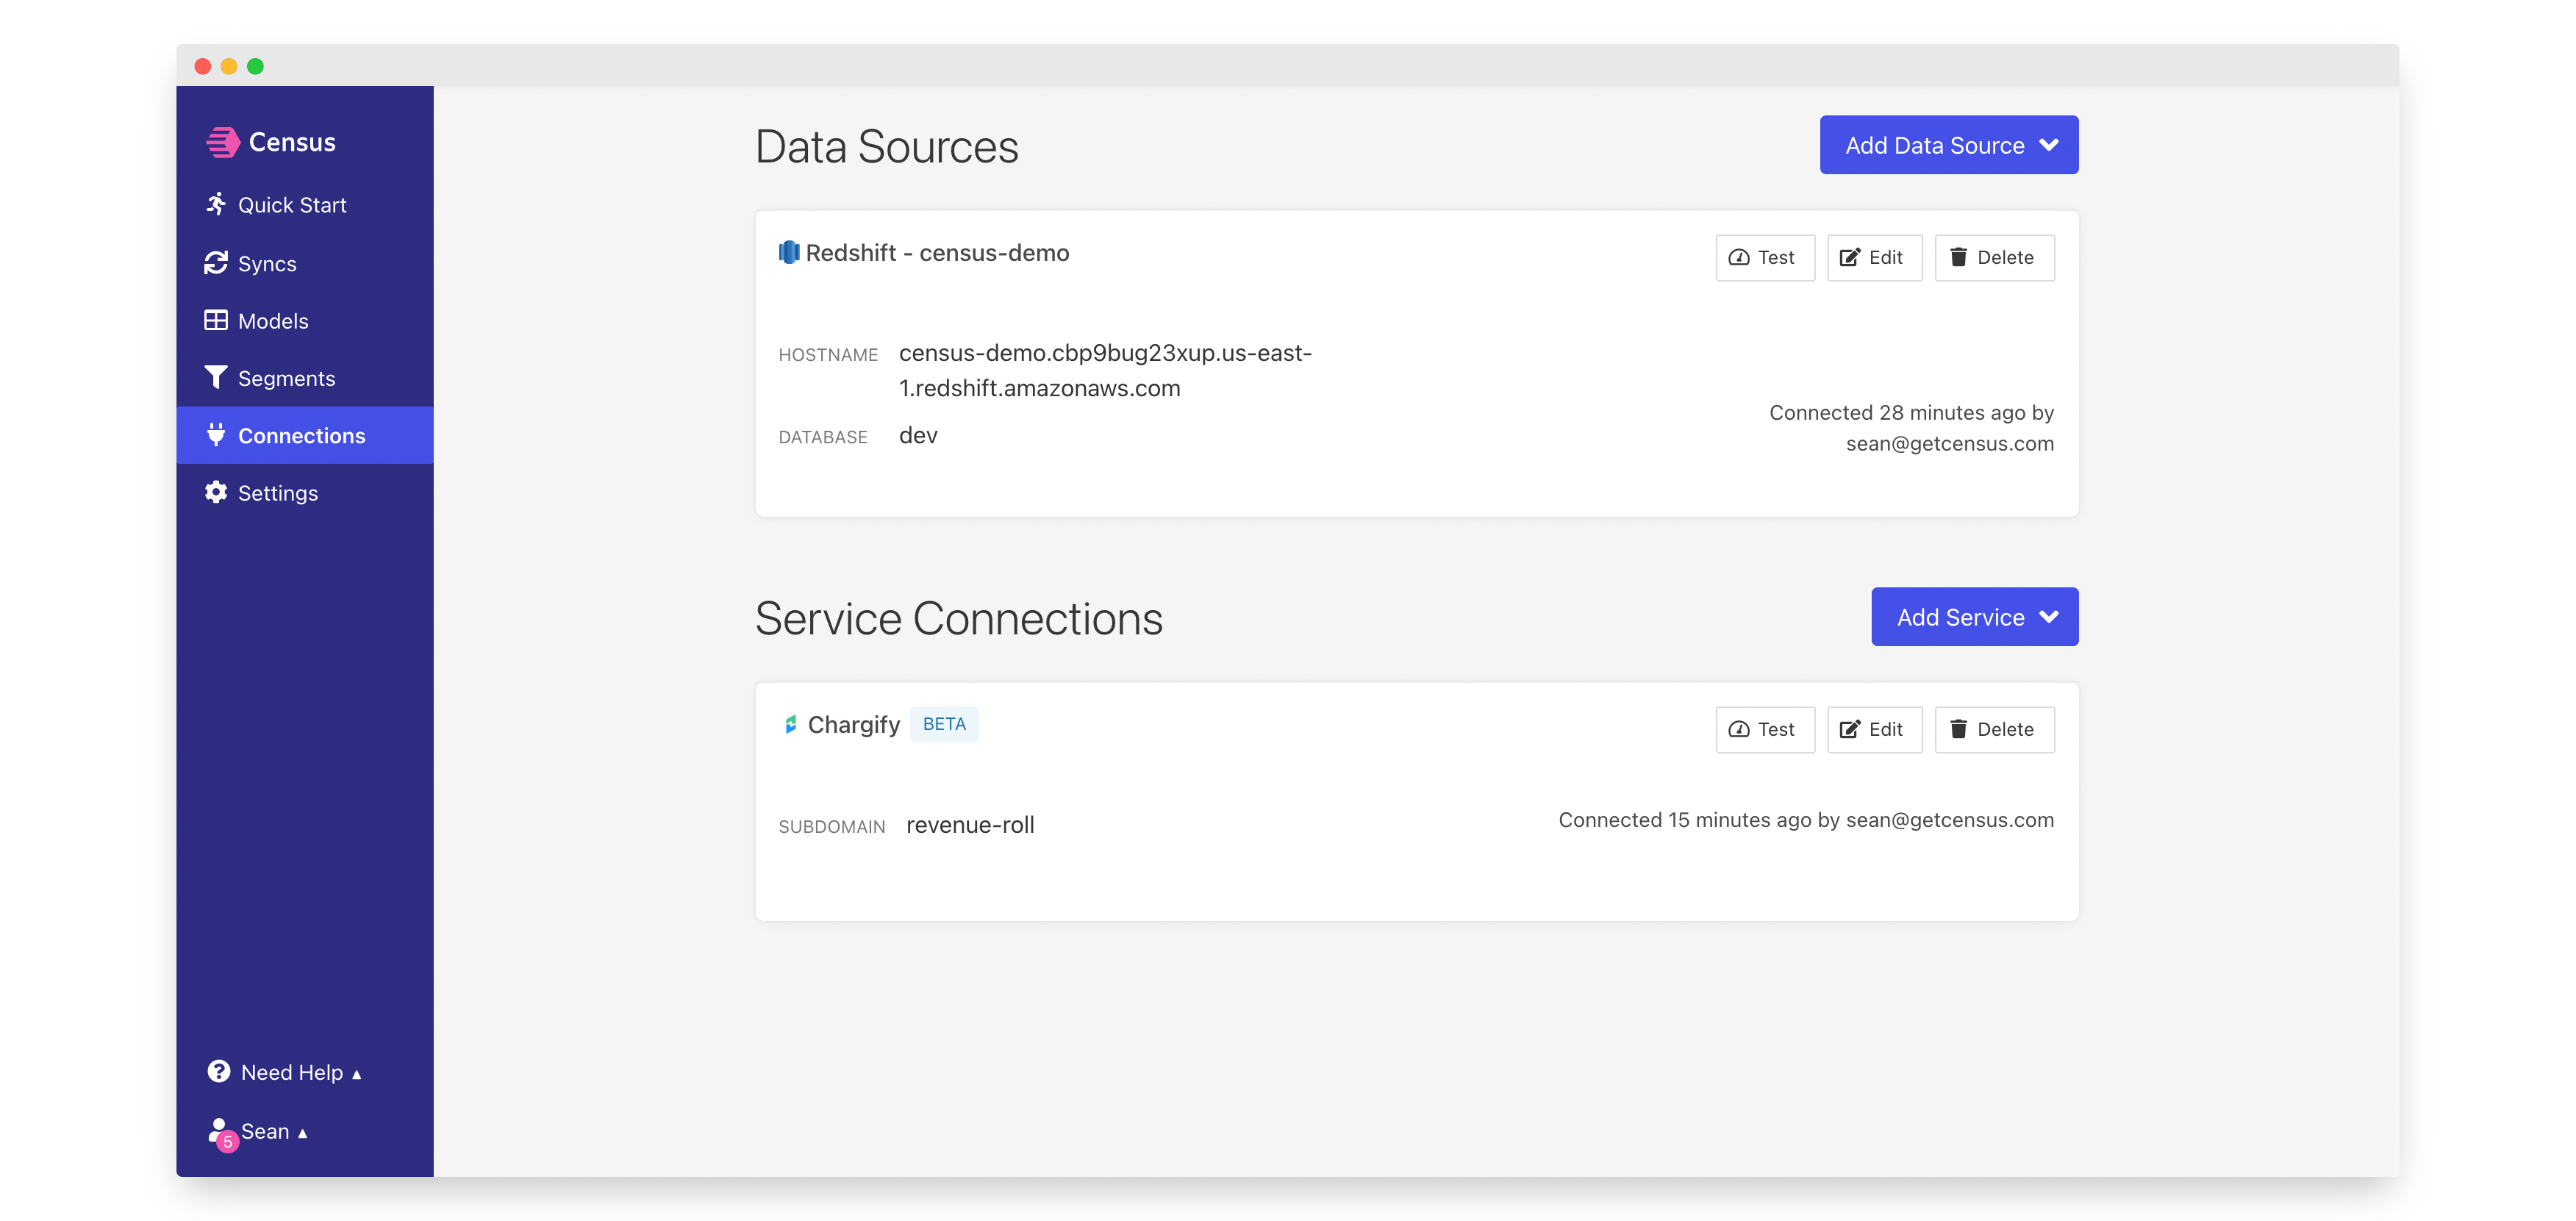 Census
Quick Start
Syncs
Models
Segments
Connections
Settings
Need Help
5
Sean
Data Sources
Add Data Source
Redshift - census-demo
Test
Edit
Delete
HOSTNAME census-demo.cbp9bug23xup.us-east-
1.redshift.amazonaws.com
DATABASE dev
Connected 28 minutes ago by
sean@getcensus.com
Service Connections
Add Service
Chargify BETA
Test
Edit
Delete
SUBDOMAIN revenue-roll
Connected 15 minutes ago by sean@getcensus.com